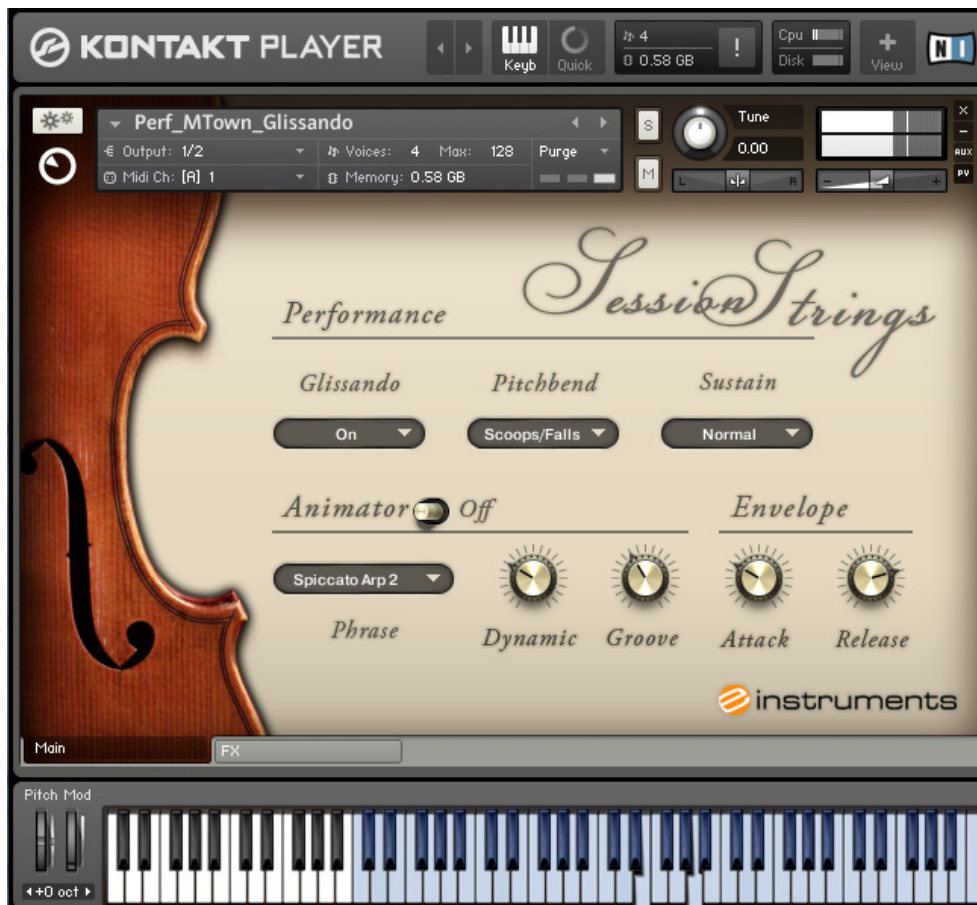 KONTAKT PLAYER
Keyb
Quick
4
0.58 GB
!
Cpu
Disk
+
View
NI
Perf_MTown_Glissando
Output: 1/2
Voices: 4 Max: 128
Purge
Midi Ch: [A] 1
Memory: 0.58 GB
S
M
Tune
0.00
L
R
-
+
X
-
AUX
PV
Session Strings
Performance
Glissando
Pitchbend
Sustain
On
Scoops/Falls
Normal
Animator
Off
Envelope
Spiccato Arp 2
Phrase
Dynamic
Groove
Attack
Release
e instruments
Main
FX
Pitch Mod
+0 oct